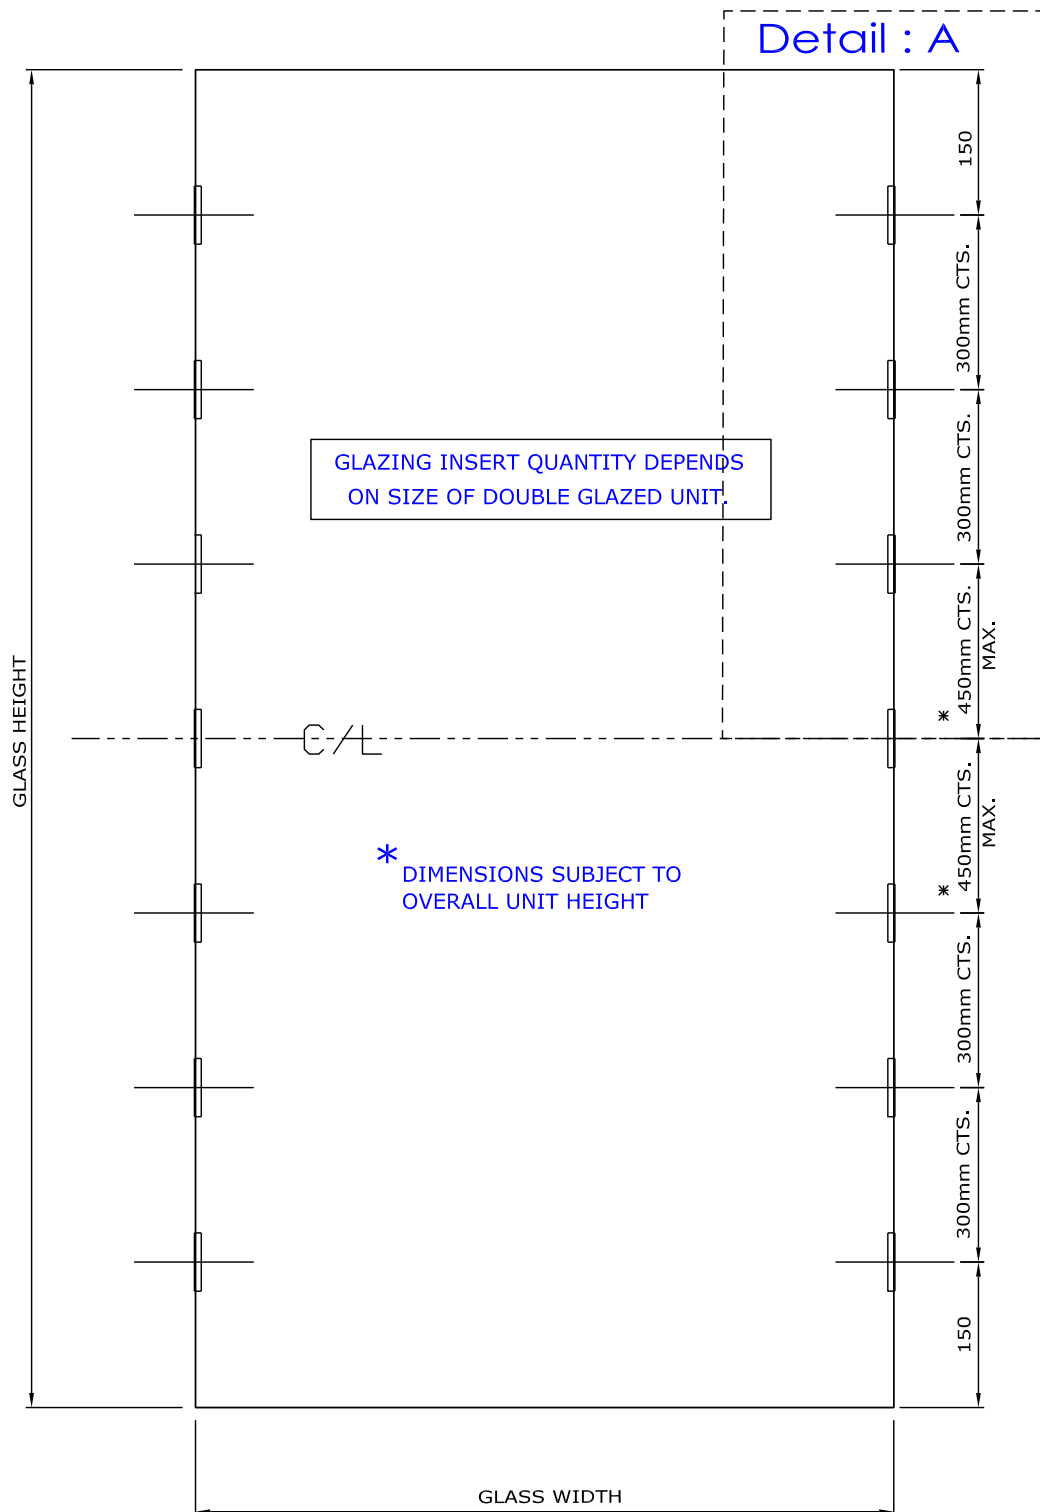 Detail : A
150
300mm CTS.
300mm CTS.
GLAZING INSERT QUANTITY DEPENDS
ON SIZE OF DOUBLE GLAZED UNIT.
450mm CTS.
MAX.
*
GLASS HEIGHT
C/L
450mm CTS.
MAX.
*
* DIMENSIONS SUBJECT TO
OVERALL UNIT HEIGHT
300mm CTS.
300mm CTS.
150
GLASS WIDTH